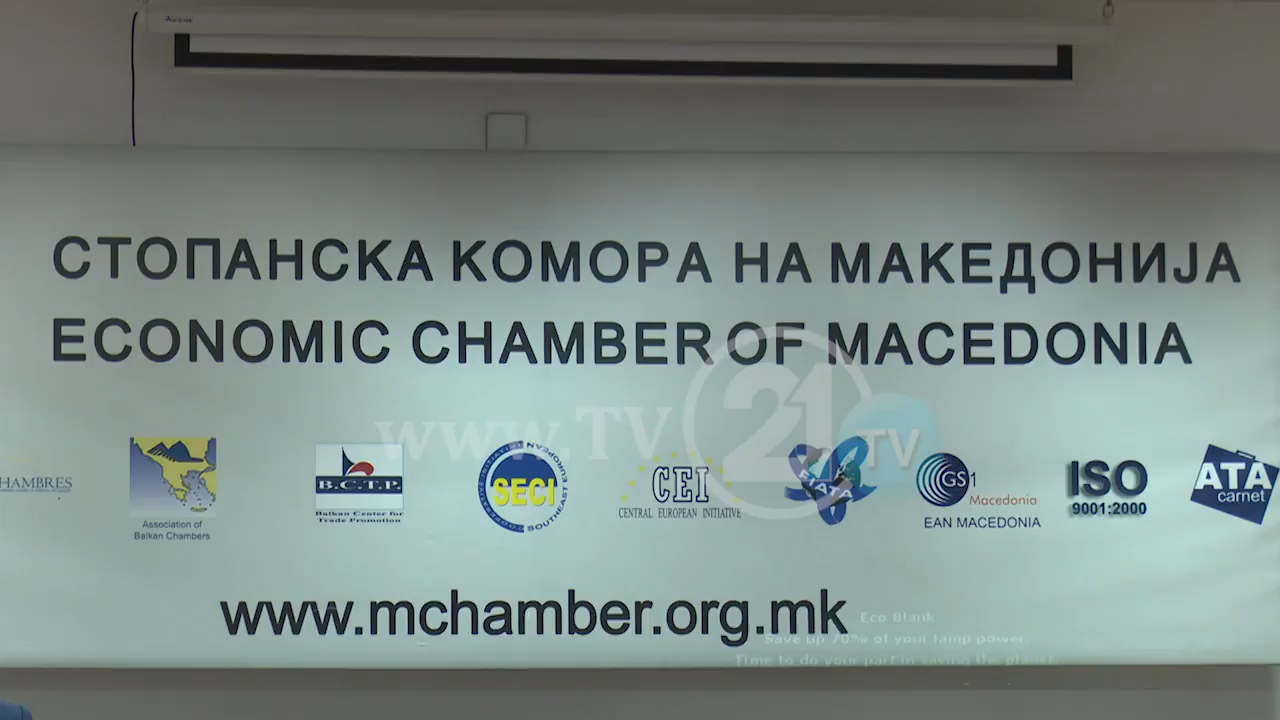 СТОПАНСКА КОМОРА НА МАКЕДОНИЈА
ECONOMIC CHAMBER OF MACEDONIA
www.TV 21 TV
HAMBRES
Association of
Balkan Chambers
B.C.T.P.
Balkan Center for
Trade Promotion
SECI
SOUTHEAST EUROPEAN
CEI
CENTRAL EUROPEAN INITIATIVE
FIATA
GS1
Macedonia
EAN MACEDONIA
ISO
9001:2000
ATA
carnet
www.mchamber.org.mk
Eco Blank
Save up 70% of your lamp power.
Time to do your part in saving the planet.